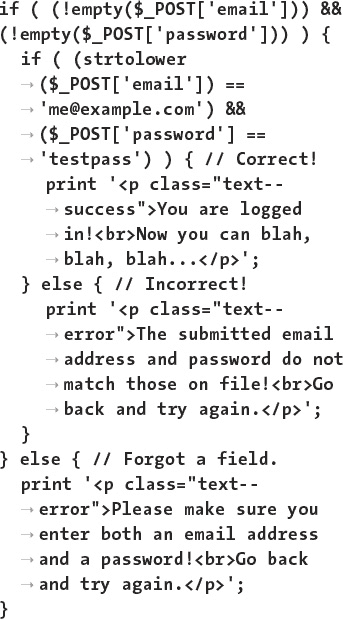 if ( (!empty($_POST['email'])) &&
(!empty($_POST['password'])) ) {
if ( (strtolower
→ ($_POST['email']) ==
→ 'me@example.com') &&
→ ($_POST['password'] ==
→ 'testpass') ) { // Correct!
print '<p class="text--
→ success">You are logged
→ in!<br>Now you can blah,
→ blah, blah...</p>';
} else { // Incorrect!
print '<p class="text--
→ error">The submitted email
→ address and password do not
→ match those on file!<br>Go
→ back and try again.</p>';
}
} else { // Forgot a field.
print '<p class="text--
→ error">Please make sure you
→ enter both an email address
→ and a password!<br>Go back
→ and try again.</p>';
}